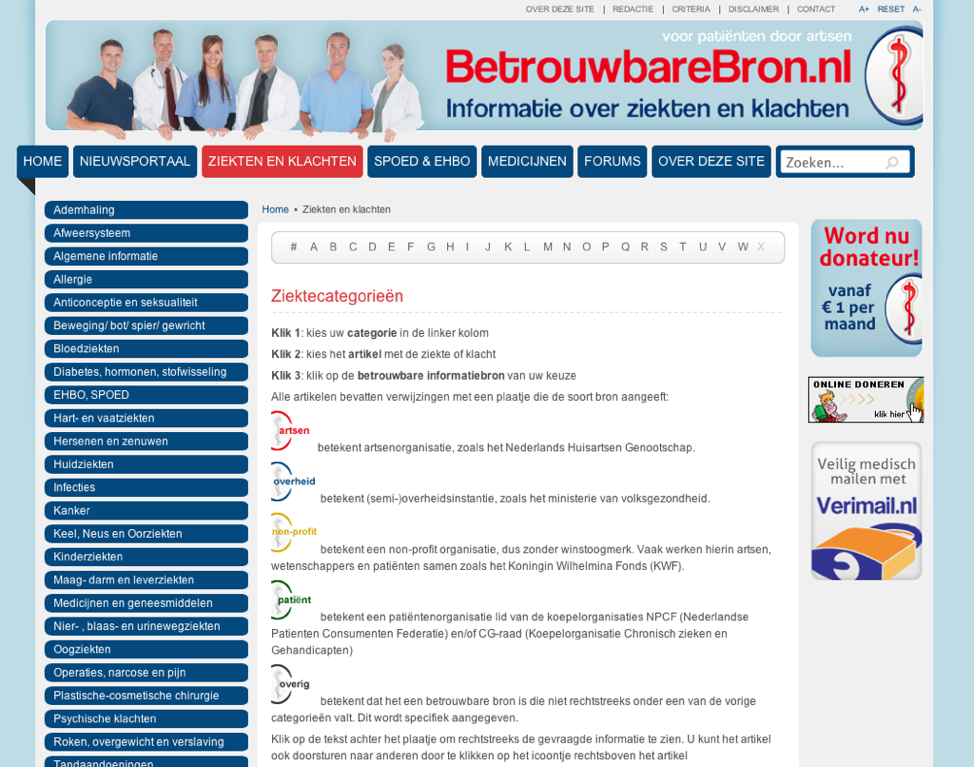 OVER DEZE SITE | REDACTIE | CRITERIA | DISCLAIMER | CONTACT A+ RESET A-
voor patiënten door artsen
BetrouwbareBron.nl
Informatie over ziekten en klachten
HOME NIEUWSPORTAAL ZIEKTEN EN KLACHTEN SPOED & EHBO MEDICIJNEN FORUMS OVER DEZE SITE Zoeken...
Ademhaling
Afweersysteem
Algemene informatie
Allergie
Anticonceptie en seksualiteit
Beweging/ bot/ spier/ gewricht
Bloedziekten
Diabetes, hormonen, stofwisseling
EHBO, SPOED
Hart- en vaatziekten
Hersenen en zenuwen
Huidziekten
Infecties
Kanker
Keel, Neus en Oorziekten
Kinderziekten
Maag- darm en leverziekten
Medicijnen en geneesmiddelen
Nier- , blaas- en urinewegziekten
Oogziekten
Operaties, narcose en pijn
Plastische-cosmetische chirurgie
Psychische klachten
Roken, overgewicht en verslaving
Tandaandoeningen
Home • Ziekten en klachten
# A B C D E F G H I J K L M N O P Q R S T U V W X
Ziektecategorieën
Klik 1: kies uw categorie in de linker kolom
Klik 2: kies het artikel met de ziekte of klacht
Klik 3: klik op de betrouwbare informatiebron van uw keuze
Alle artikelen bevatten verwijzingen met een plaatje die de soort bron aangeeft:
artsen betekent artsenorganisatie, zoals het Nederlands Huisartsen Genootschap.
overheid betekent (semi-)overheidsinstantie, zoals het ministerie van volksgezondheid.
non-profit betekent een non-profit organisatie, dus zonder winstoogmerk. Vaak werken hierin artsen,
wetenschappers en patiënten samen zoals het Koningin Wilhelmina Fonds (KWF).
patiënt betekent een patiëntenorganisatie lid van de koepelorganisaties NPCF (Nederlandse
Patienten Consumenten Federatie) en/of CG-raad (Koepelorganisatie Chronisch zieken en
Gehandicapten)
overig betekent dat het een betrouwbare bron is die niet rechtstreeks onder een van de vorige
categorieën valt. Dit wordt specifiek aangegeven.
Klik op de tekst achter het plaatje om rechtstreeks de gevraagde informatie te zien. U kunt het artikel
ook doorsturen naar anderen door te klikken op het icoontje rechtsboven het artikel
Word nu
donateur!
vanaf
€ 1 per
maand
ONLINE DONEREN
klik hier
Veilig medisch
mailen met
Verimail.nl